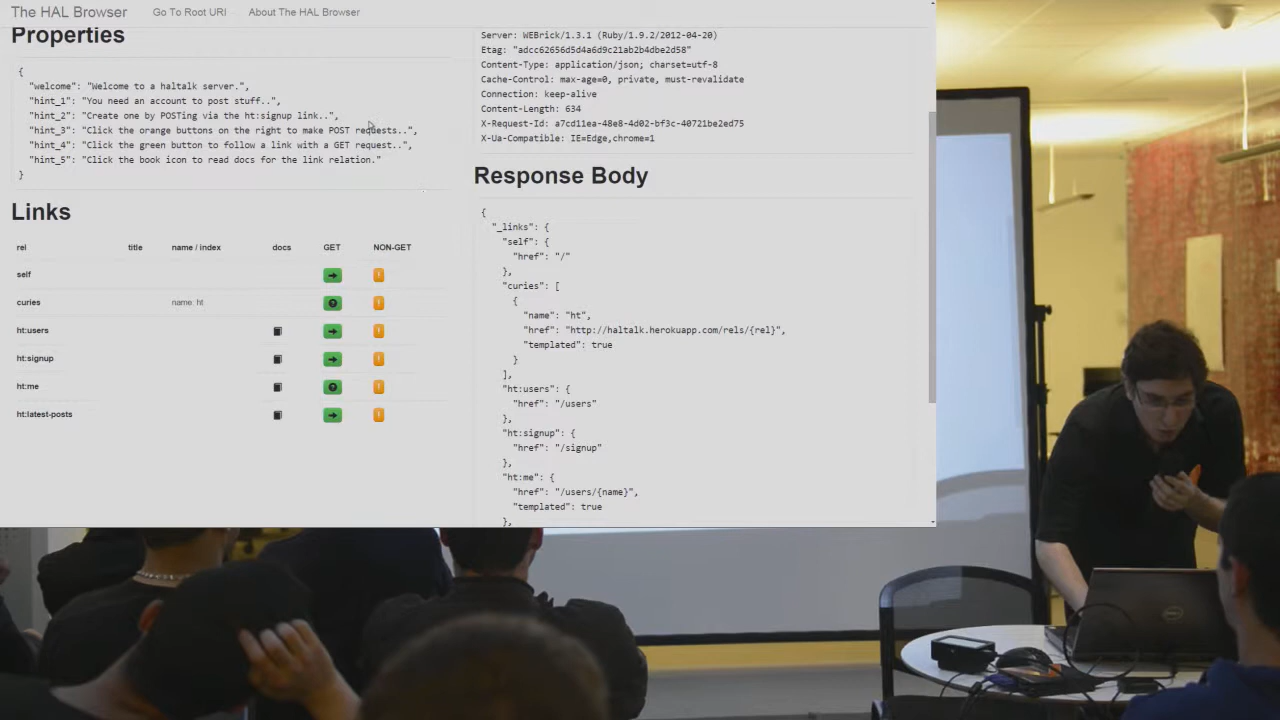 The HAL Browser Go To Root URI About The HAL Browser
Properties
{
"welcome": "Welcome to a haltalk server.",
"hint_1": "You need an account to post stuff..",
"hint_2": "Create one by POSTing via the ht:signup link..",
"hint_3": "Click the orange buttons on the right to make POST requests..",
"hint_4": "Click the green button to follow a link with a GET request..",
"hint_5": "Click the book icon to read docs for the link relation."
}
Links
rel title name / index docs GET NON-GET
self
curies name: ht
ht:users
ht:signup
ht:me
ht:latest-posts
Server: WEBrick/1.3.1 (Ruby/1.9.2/2012-04-20)
Etag: "adcc62656d5d4a6d9c21ab2b4dbe2d58"
Content-Type: application/json; charset=utf-8
Cache-Control: max-age=0, private, must-revalidate
Connection: keep-alive
Content-Length: 634
X-Request-Id: a7cd11ea-48e8-4d02-bf3c-40721be2ed75
X-Ua-Compatible: IE=Edge,chrome=1
Response Body
{
"_links": {
"self": {
"href": "/"
},
"curies": [
{
"name": "ht",
"href": "http://haltalk.herokuapp.com/rels/{rel}",
"templated": true
}
],
"ht:users": {
"href": "/users"
},
"ht:signup": {
"href": "/signup"
},
"ht:me": {
"href": "/users/{name}",
"templated": true
},